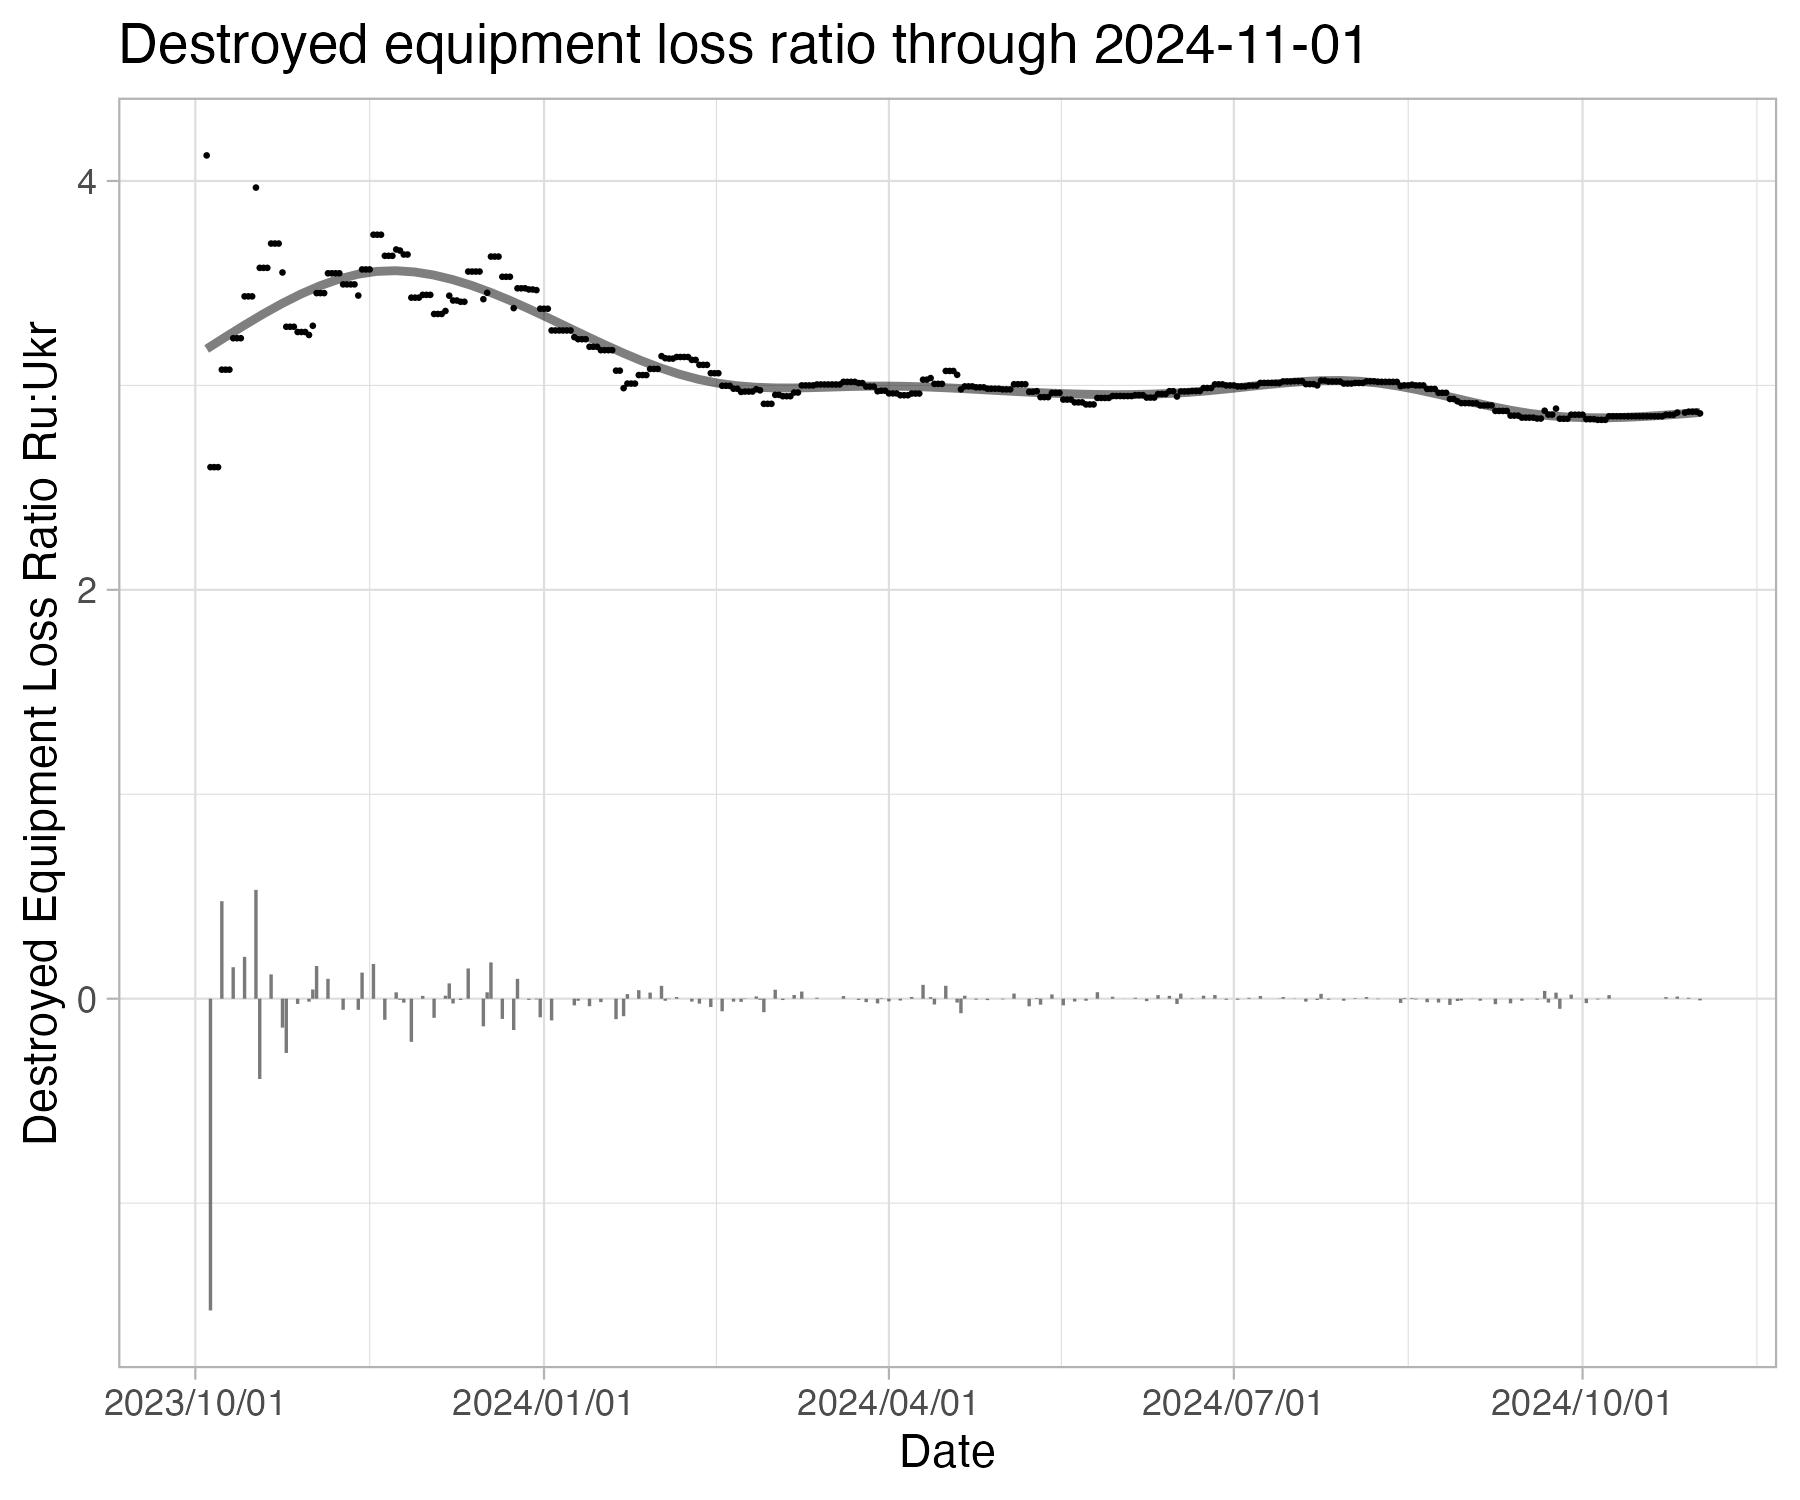 Destroyed equipment loss ratio through 2024-11-01
Destroyed Equipment Loss Ratio Ru:Ukr
4
2
0
2023/10/01
2024/01/01
2024/04/01
2024/07/01
2024/10/01
Date